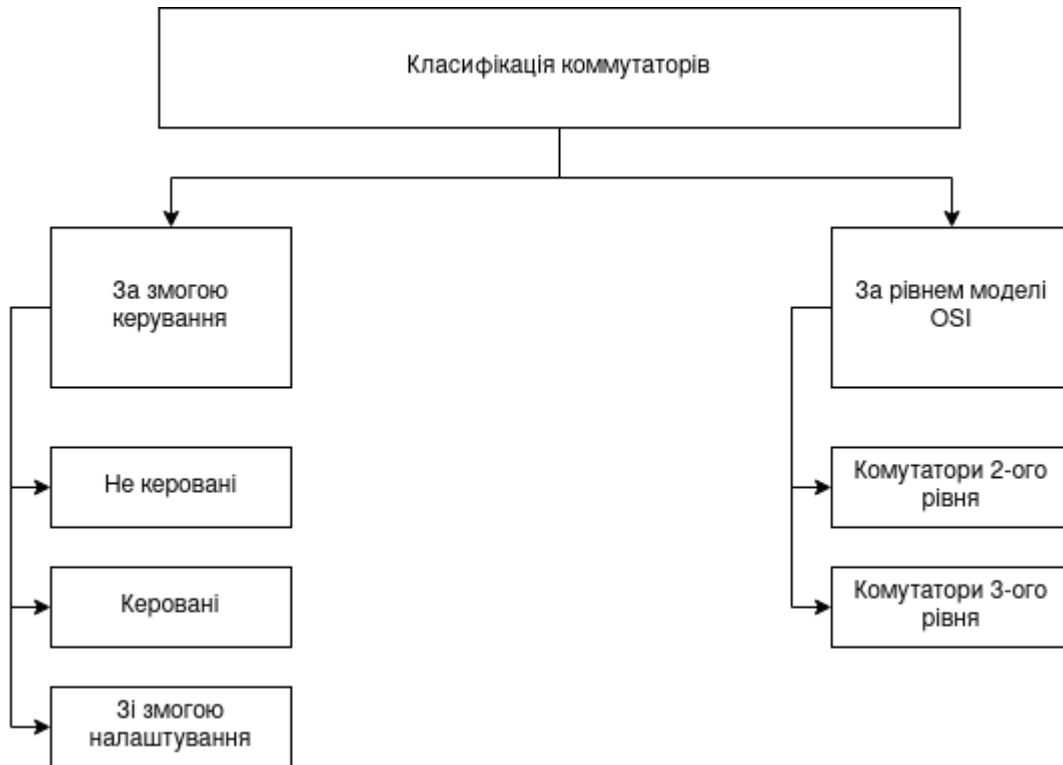 Класифікація коммутаторів
За змогою
керування
За рівнем моделі
OSI
Не керовані
Комутатори 2-ого
рівня
Керовані
Комутатори 3-ого
рівня
Зі змогою
налаштування